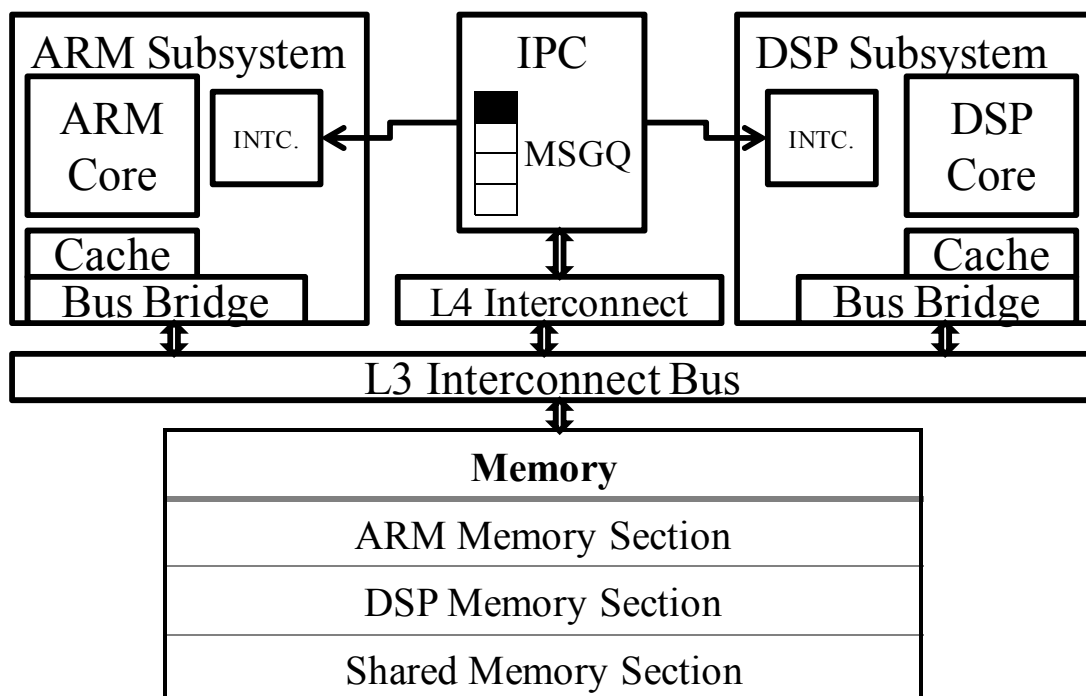 ARM Subsystem
ARM
Core
INTC.
Cache
Bus Bridge
IPC
MSGQ
L4 Interconnect
DSP Subsystem
INTC.
DSP
Core
Cache
Bus Bridge
L3 Interconnect Bus
Memory
ARM Memory Section
DSP Memory Section
Shared Memory Section